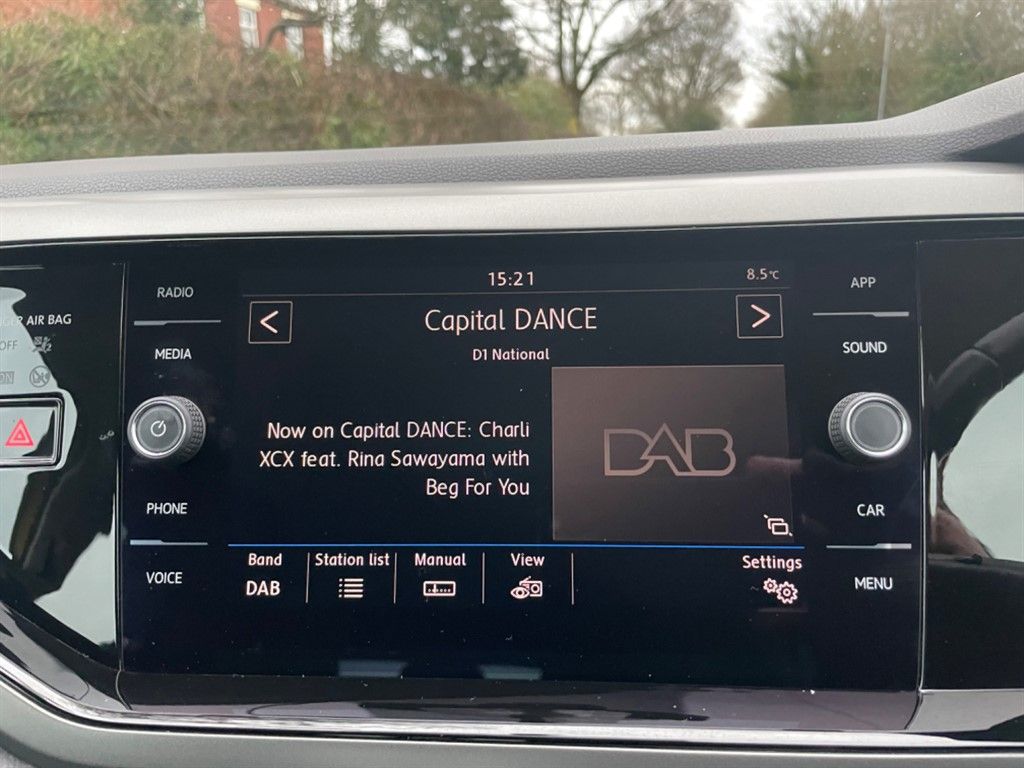 RADIO
MEDIA
PHONE
VOICE
AIR BAG
OFF
15:21
8.5°C
<
Capital DANCE
>
D1 National
Now on Capital DANCE: Charli
XCX feat. Rina Sawayama with
Beg For You
DAB
Band
DAB
Station list
Manual
View
Settings
APP
SOUND
CAR
MENU